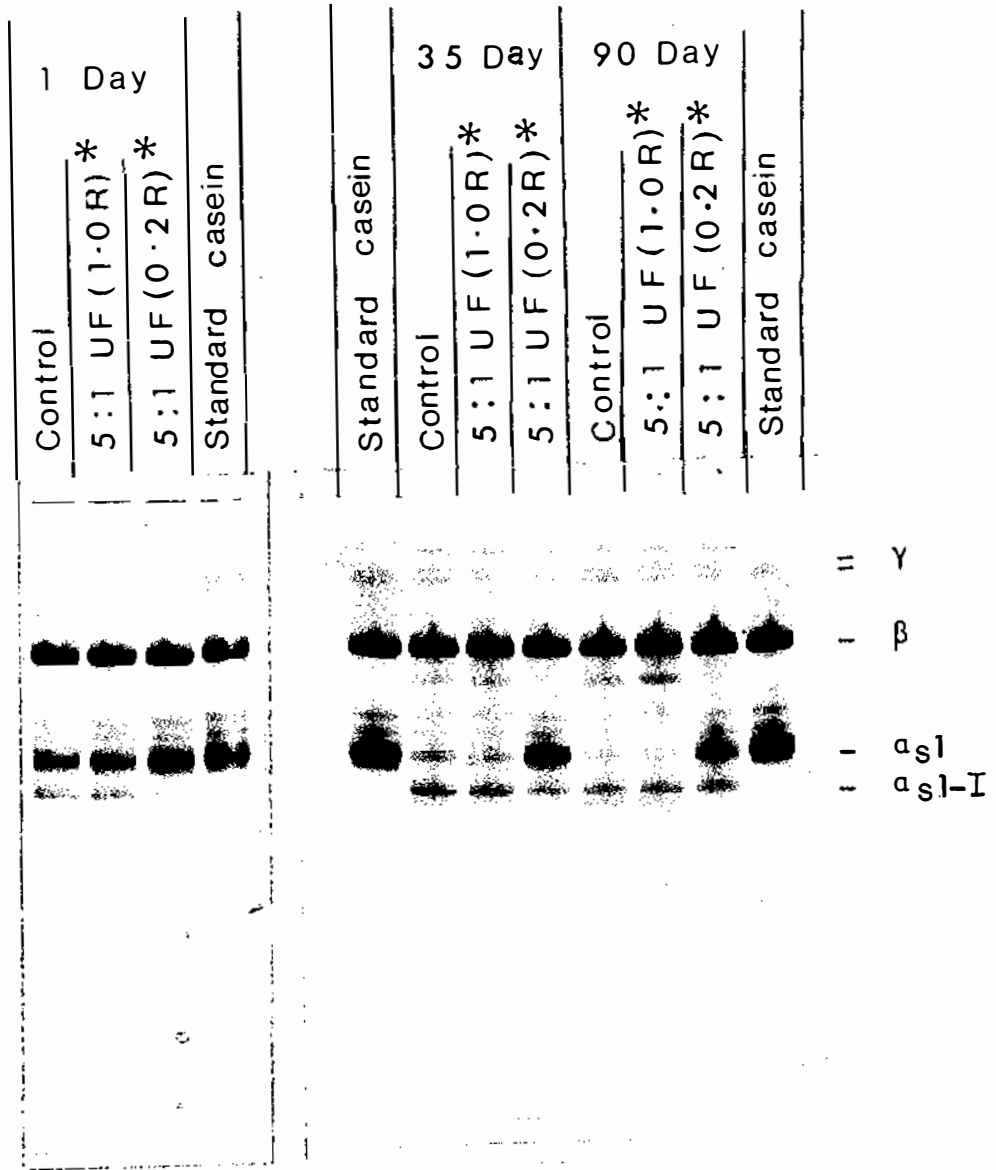 1 Day
Control
5:1 UF(1·0R)*
5:1 UF(0·2R)*
Standard casein
Standard casein
35 Day
Control
5:1 UF(1·0R)*
5:1 UF(0·2R)*
90 Day
Control
5:1 UF(1·0R)*
5:1 UF(0·2R)*
Standard casein
γ
β
αs1
αs1-I